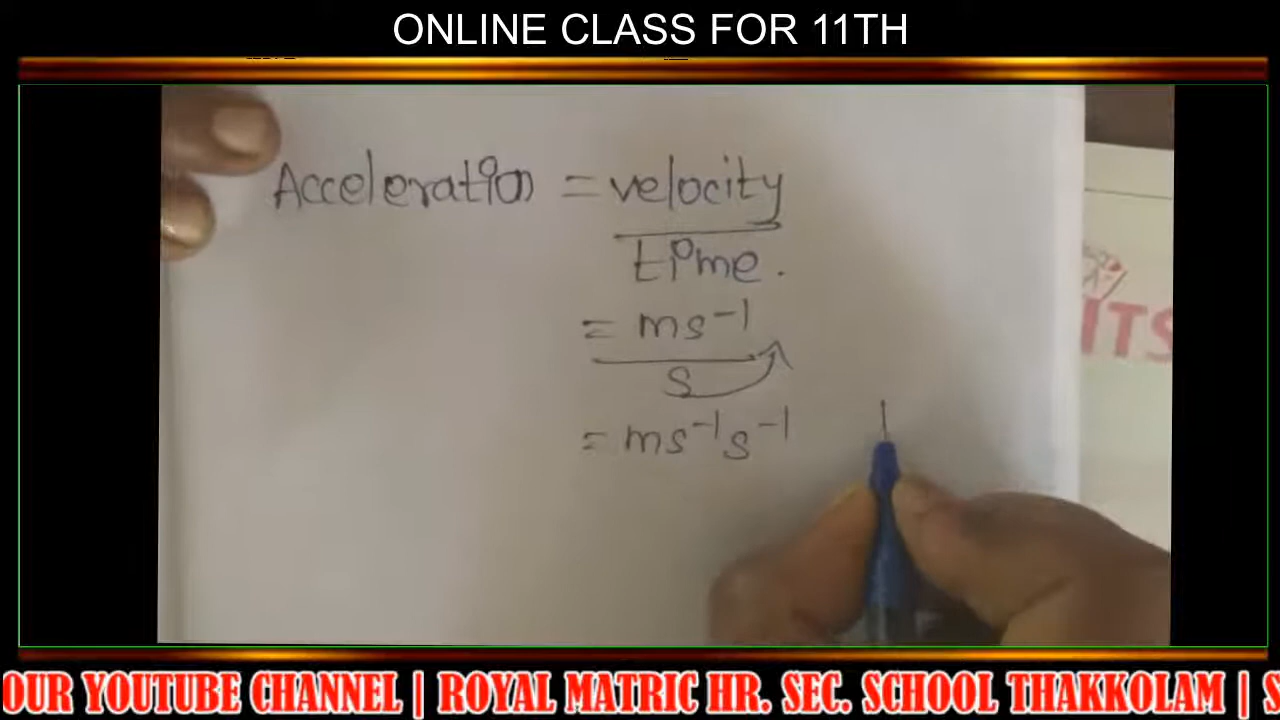 ONLINE CLASS FOR 11TH
Acceleration = velocity
time.
= ms⁻¹
s
= ms⁻¹s⁻¹
OUR YOUTUBE CHANNEL | ROYAL MATRIC HR. SEC. SCHOOL THAKKOLAM | S